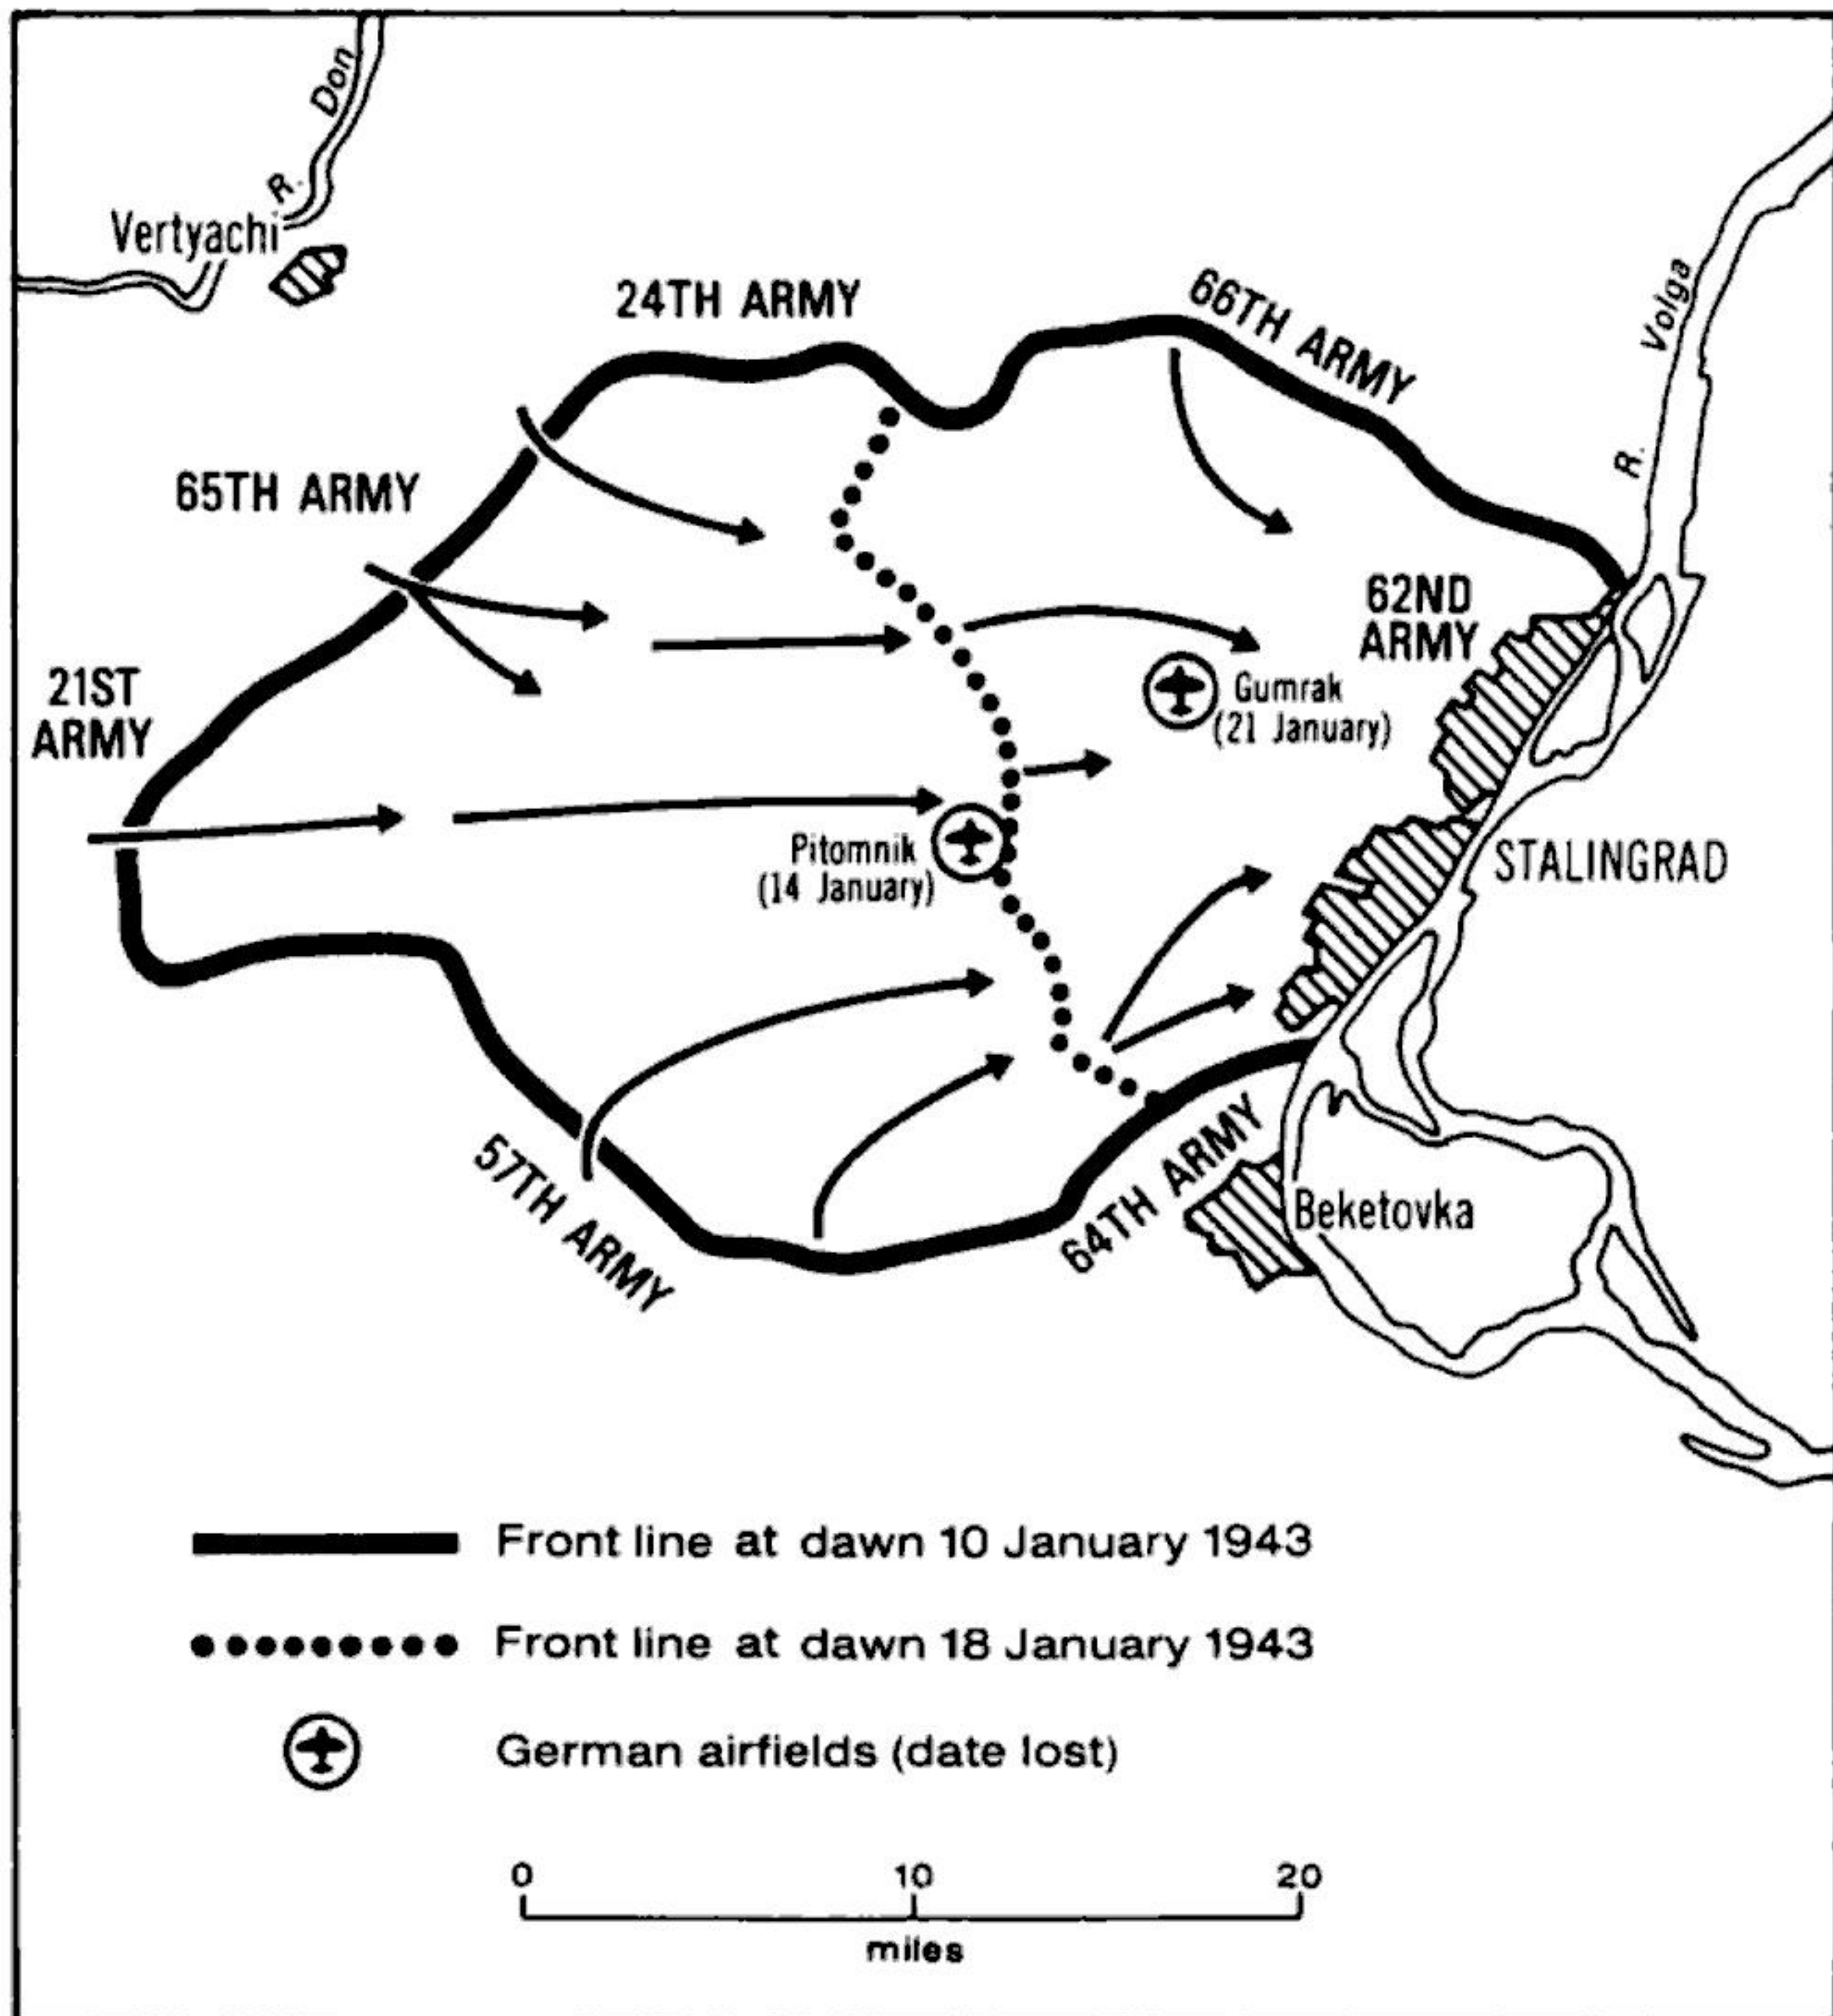 R. Don
Vertyachi
24TH ARMY
66TH ARMY
R. Volga
65TH ARMY
62ND
ARMY
21ST
ARMY
Gumrak
(21 January)
Pitomnik
(14 January)
STALINGRAD
57TH ARMY
64TH ARMY
Beketovka
Front line at dawn 10 January 1943
Front line at dawn 18 January 1943
German airfields (date lost)
0 10 20
miles